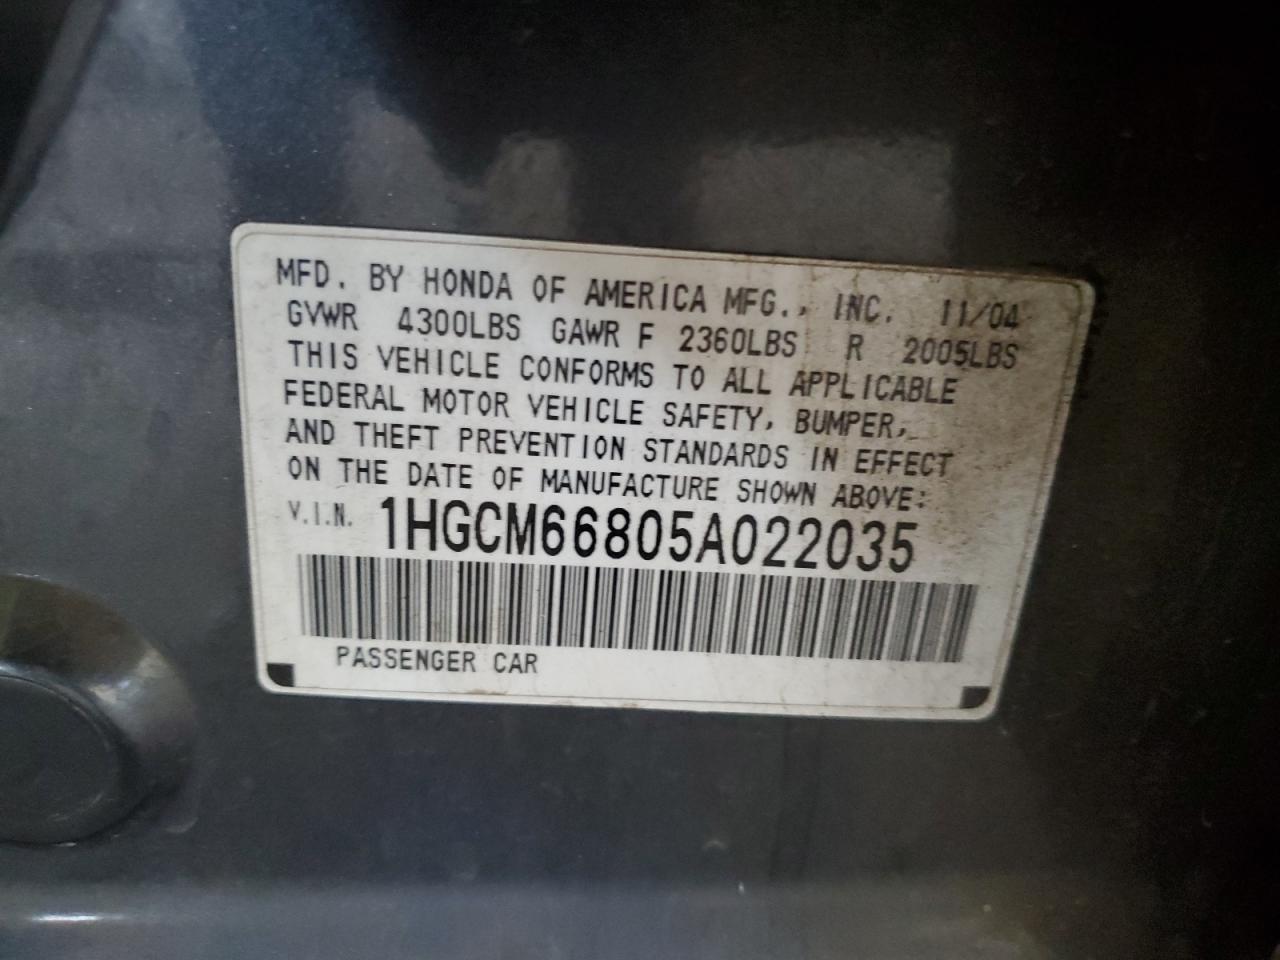 MFD. BY HONDA OF AMERICA MFG., INC. 11/04
GVWR 4300LBS GAWR F 2360LBS R 2005LBS
THIS VEHICLE CONFORMS TO ALL APPLICABLE
FEDERAL MOTOR VEHICLE SAFETY, BUMPER,
AND THEFT PREVENTION STANDARDS IN EFFECT
ON THE DATE OF MANUFACTURE SHOWN ABOVE:
V.I.N. 1HGCM66805A022035
PASSENGER CAR